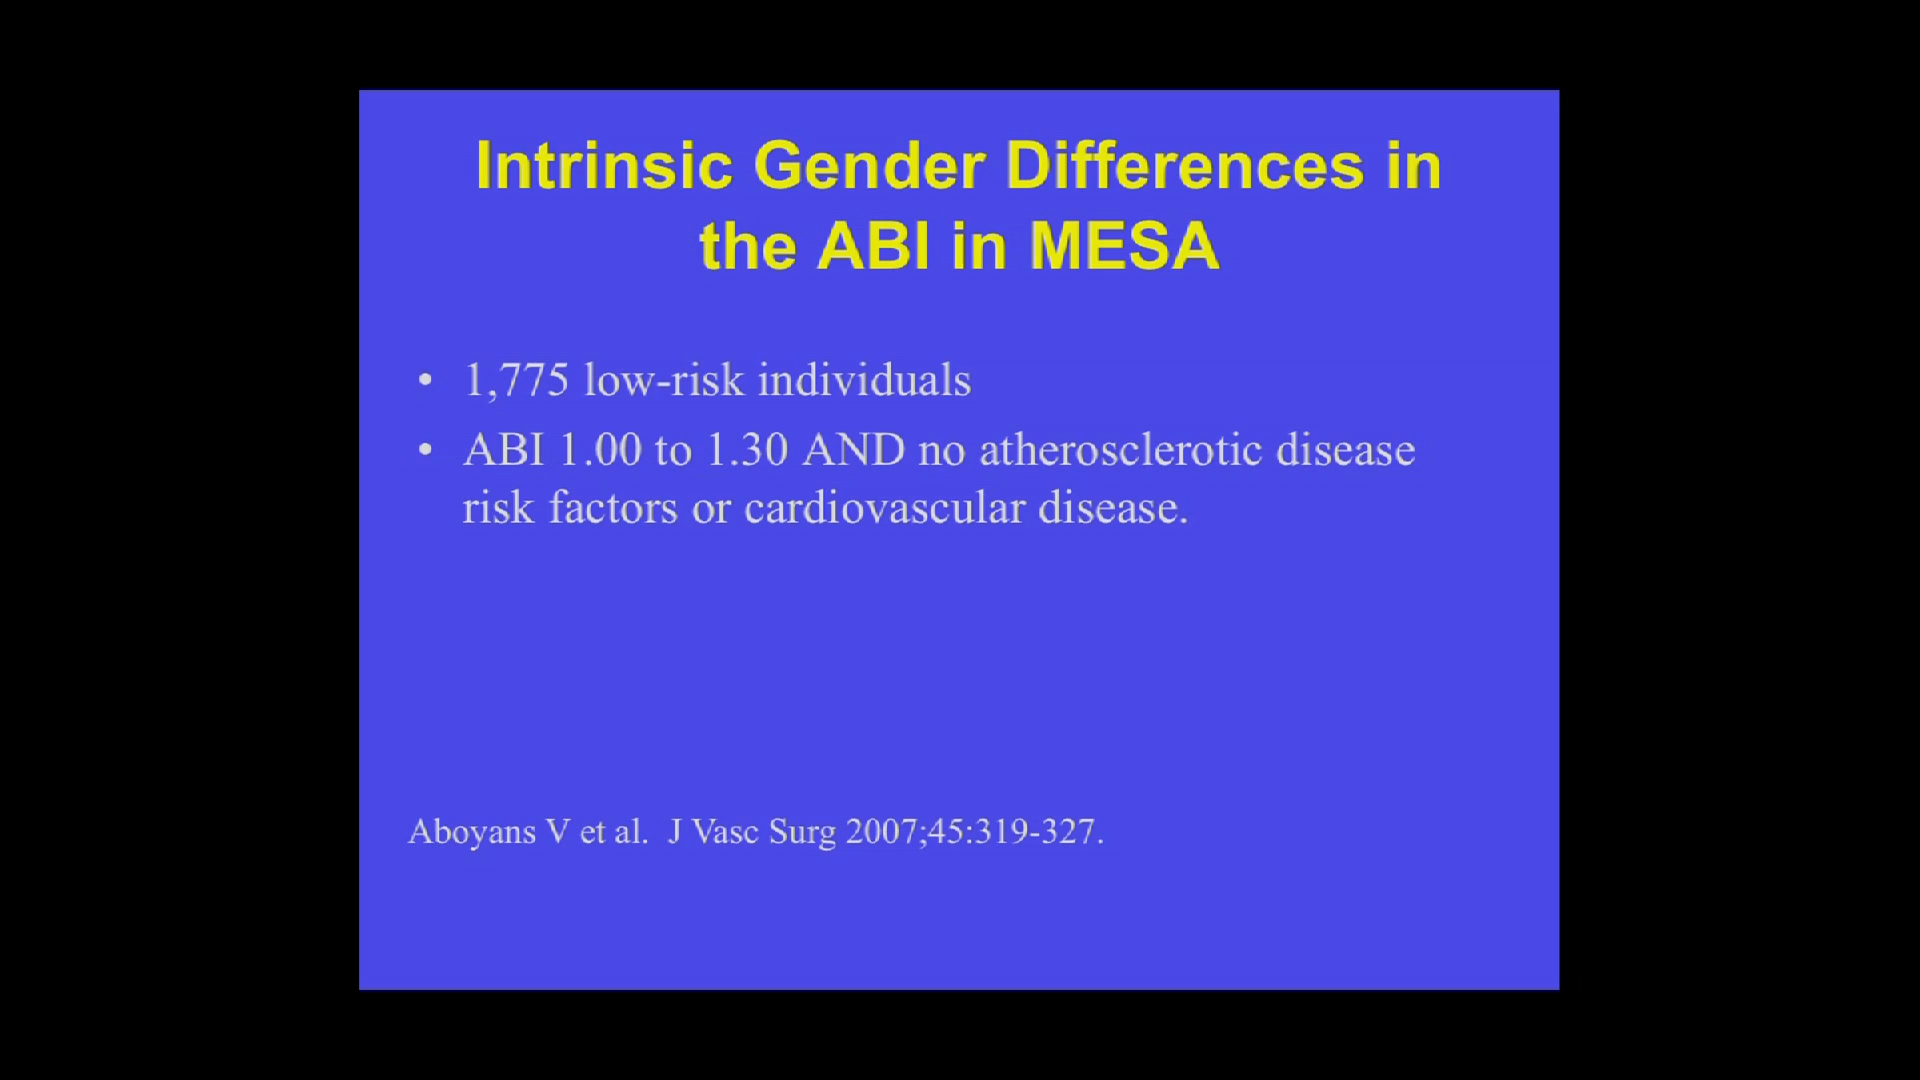 Intrinsic Gender Differences in
the ABI in MESA
• 1,775 low-risk individuals
• ABI 1.00 to 1.30 AND no atherosclerotic disease
risk factors or cardiovascular disease.
Aboyans V et al.  J Vasc Surg 2007;45:319-327.